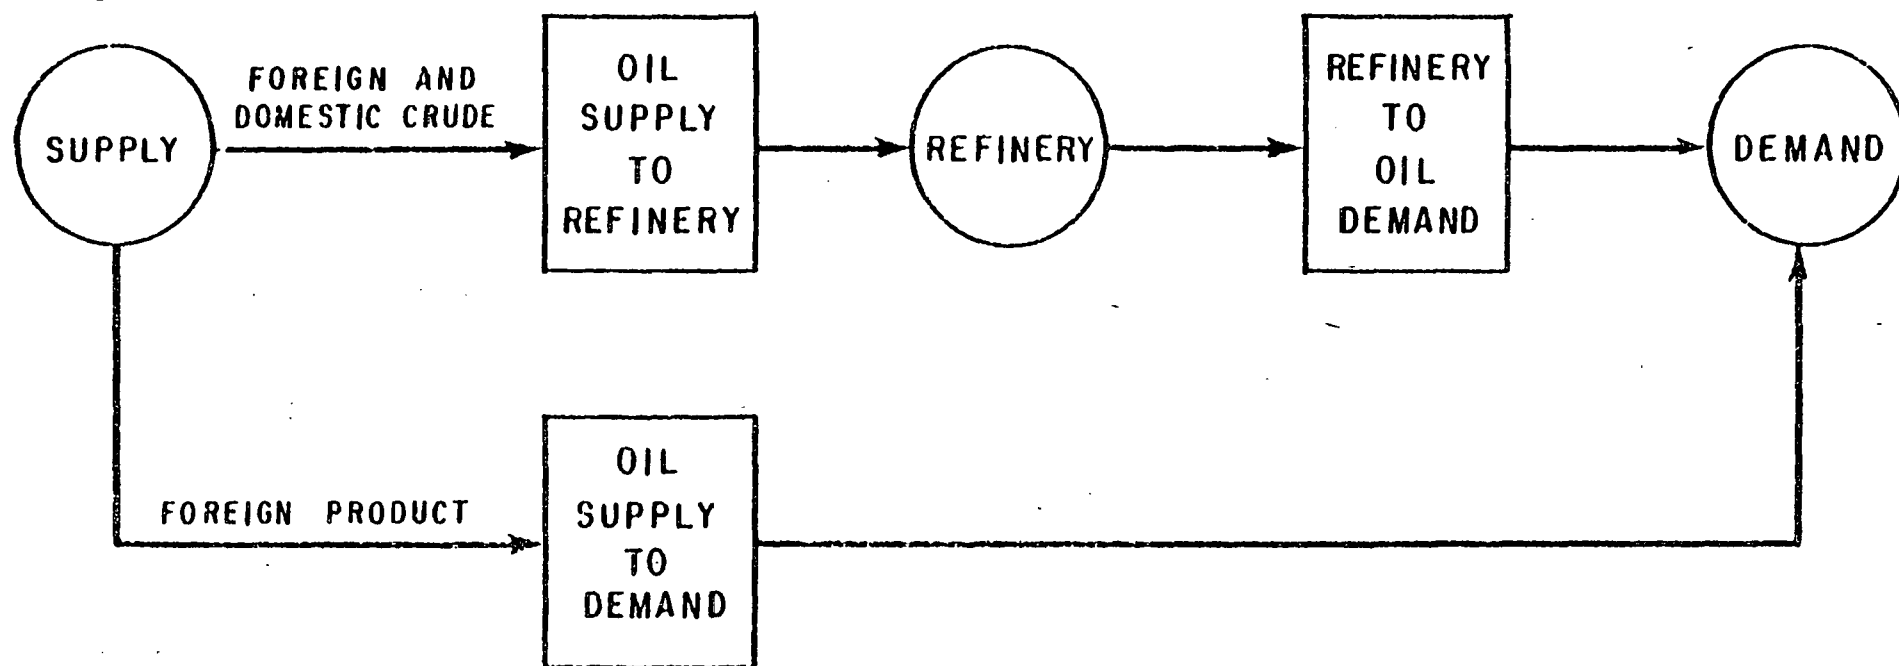 SUPPLY
FOREIGN AND
DOMESTIC CRUDE
OIL
SUPPLY
TO
REFINERY
REFINERY
REFINERY
TO
OIL
DEMAND
DEMAND
FOREIGN PRODUCT
OIL
SUPPLY
TO
DEMAND